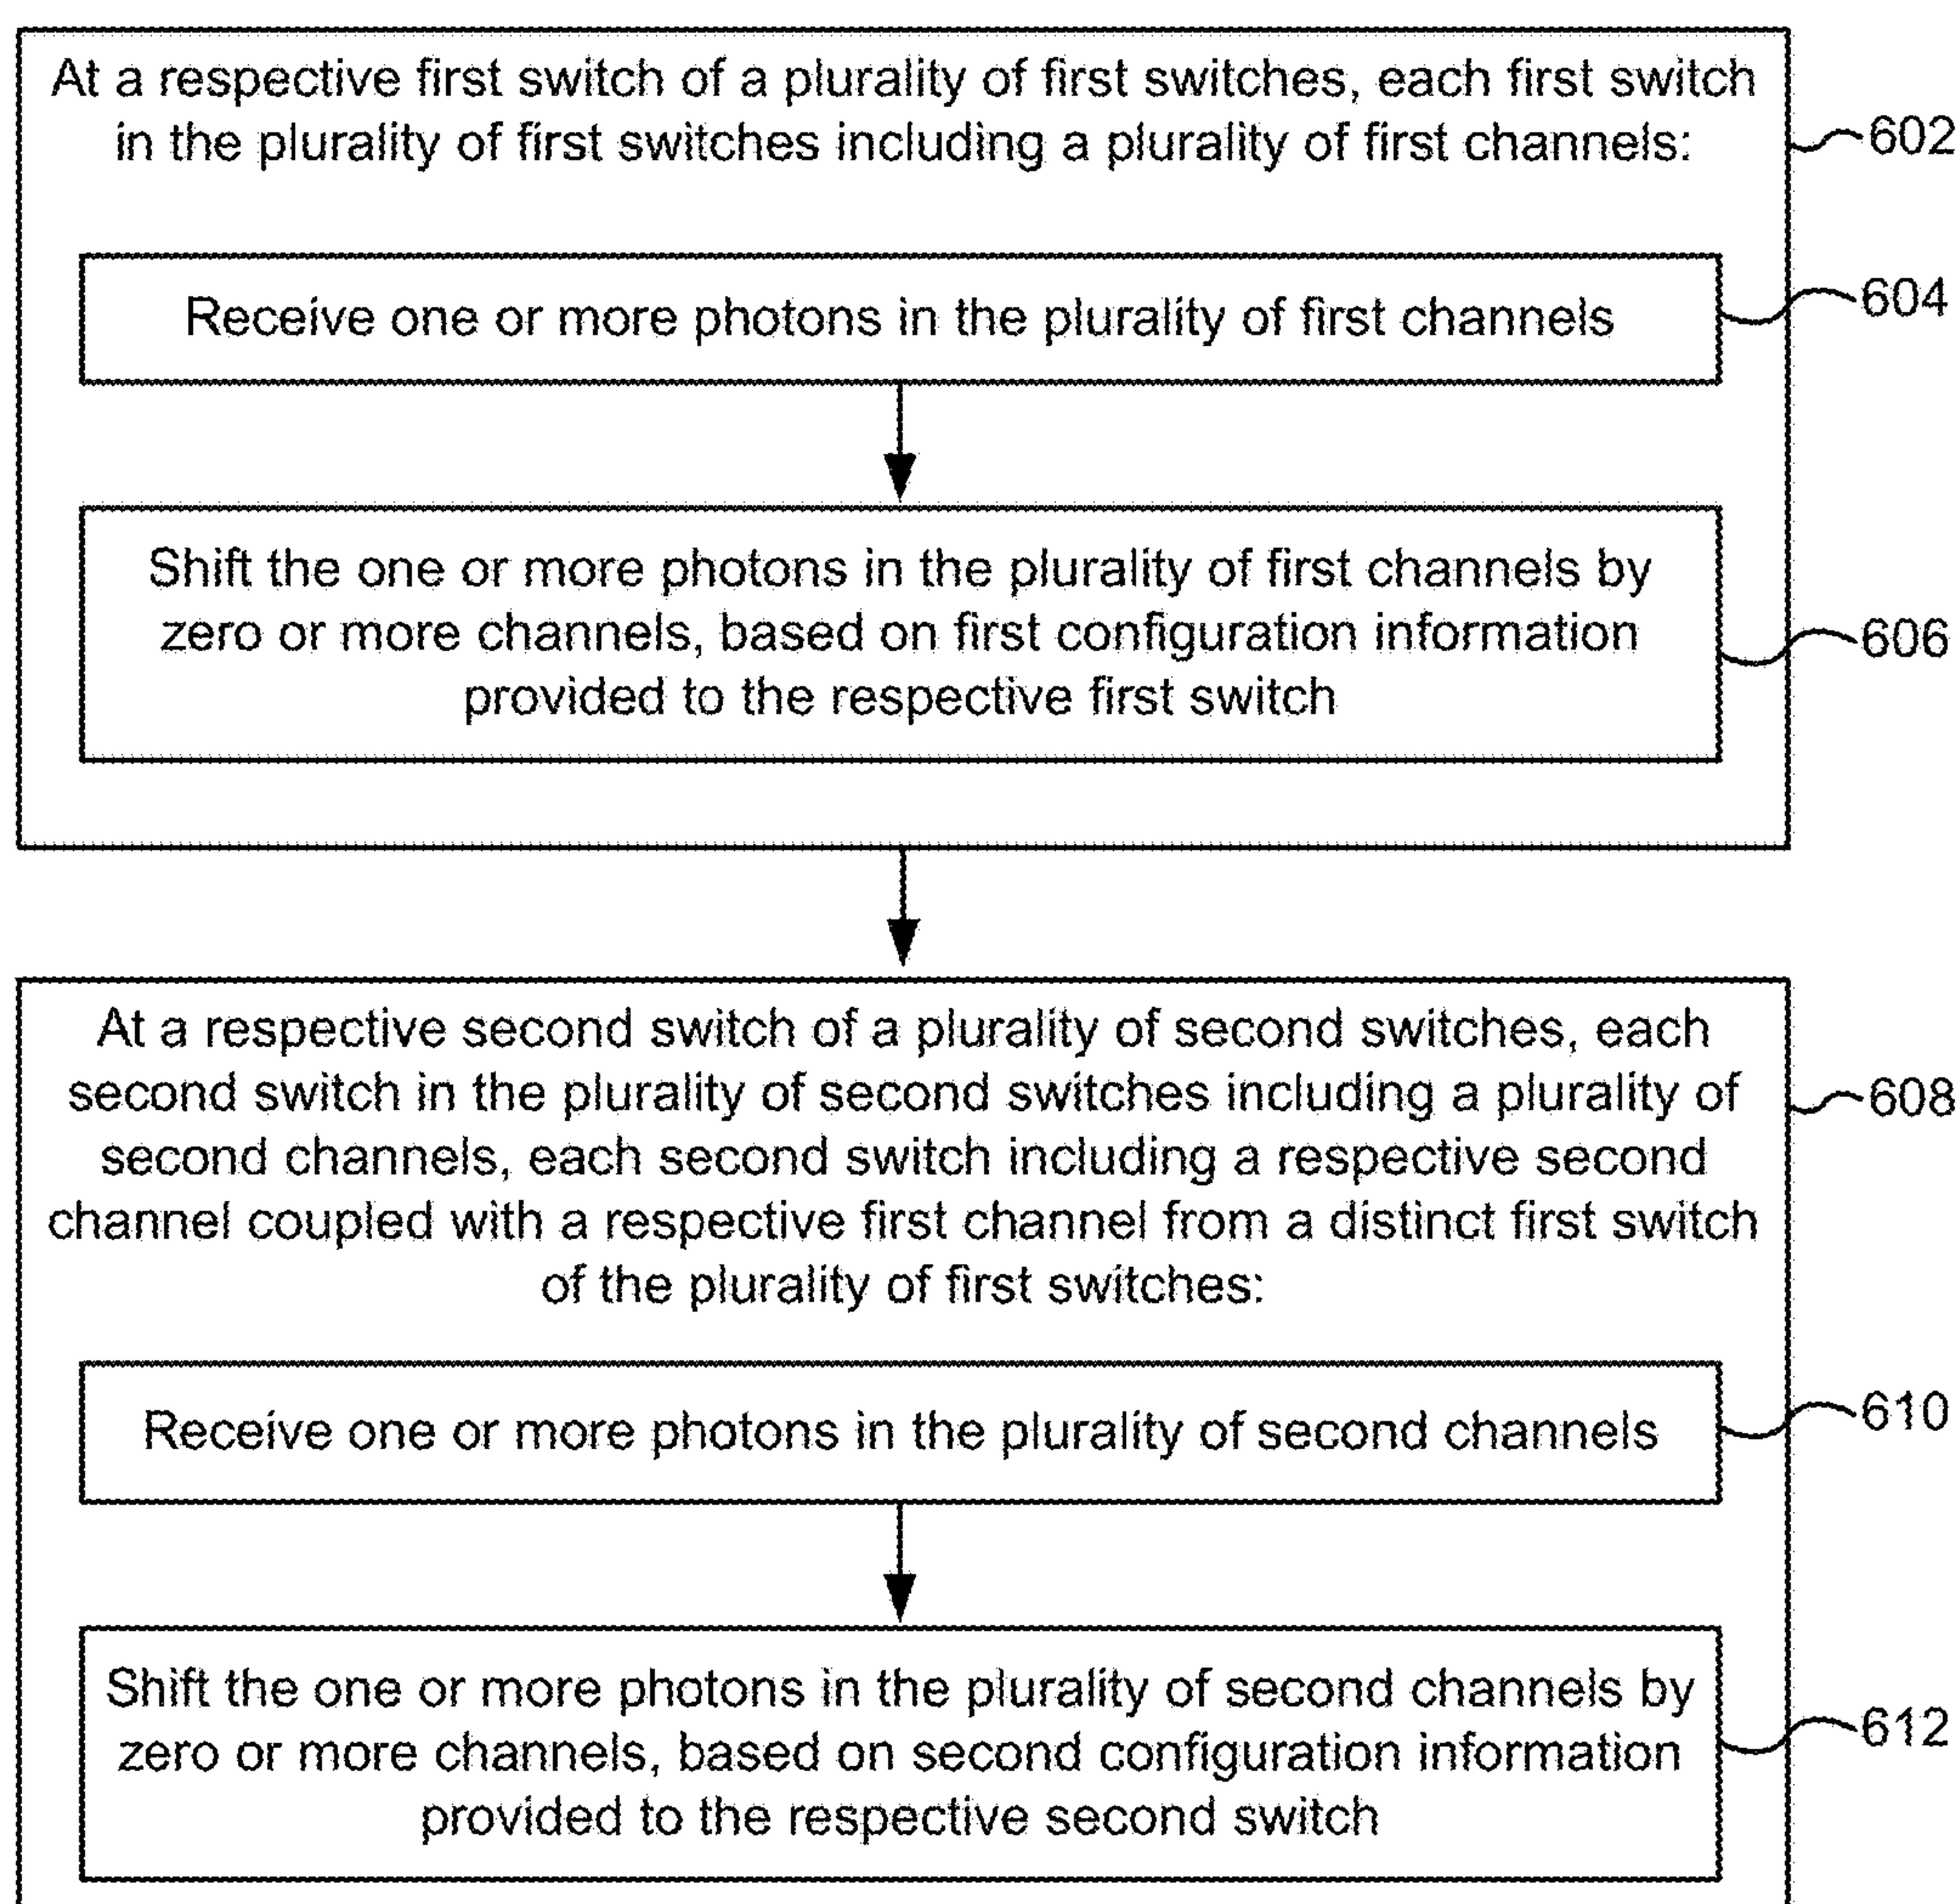 At a respective first switch of a plurality of first switches, each first switch
in the plurality of first switches including a plurality of first channels:
602
Receive one or more photons in the plurality of first channels
604
Shift the one or more photons in the plurality of first channels by
zero or more channels, based on first configuration information
provided to the respective first switch
606
At a respective second switch of a plurality of second switches, each
second switch in the plurality of second switches including a plurality of
second channels, each second switch including a respective second
channel coupled with a respective first channel from a distinct first switch
of the plurality of first switches:
608
Receive one or more photons in the plurality of second channels
610
Shift the one or more photons in the plurality of second channels by
zero or more channels, based on second configuration information
provided to the respective second switch
612